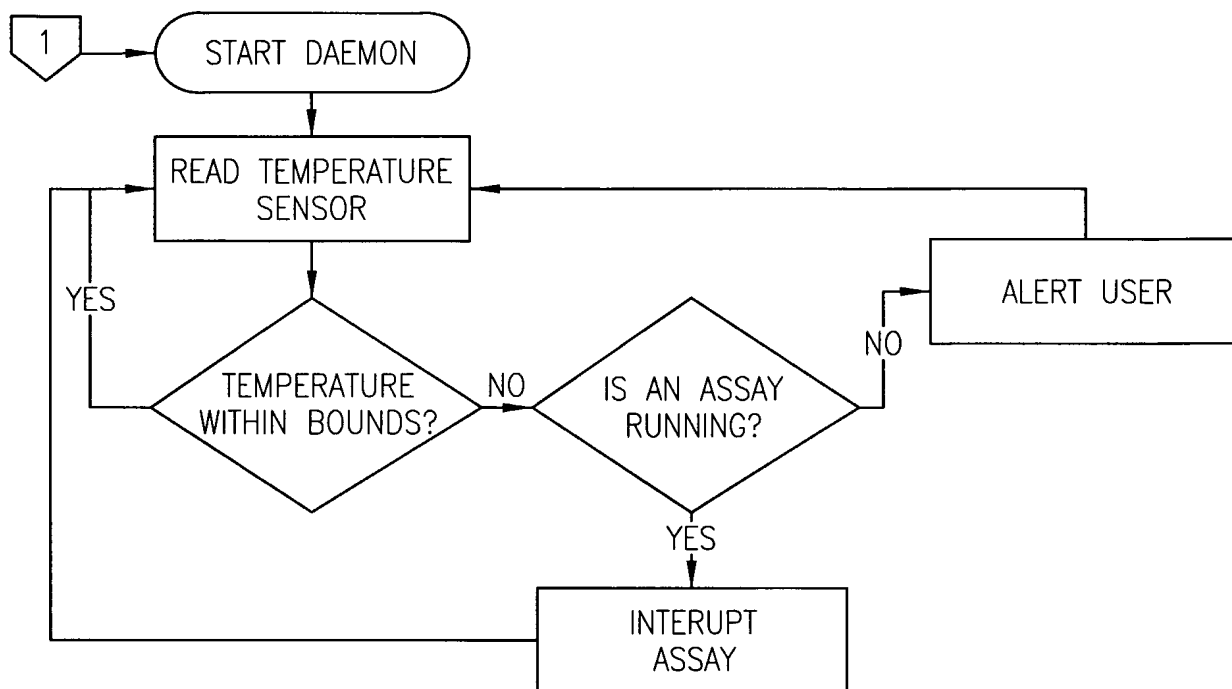 1
START DAEMON
READ TEMPERATURE
SENSOR
YES
TEMPERATURE
WITHIN BOUNDS?
NO
IS AN ASSAY
RUNNING?
NO
ALERT USER
YES
INTERUPT
ASSAY